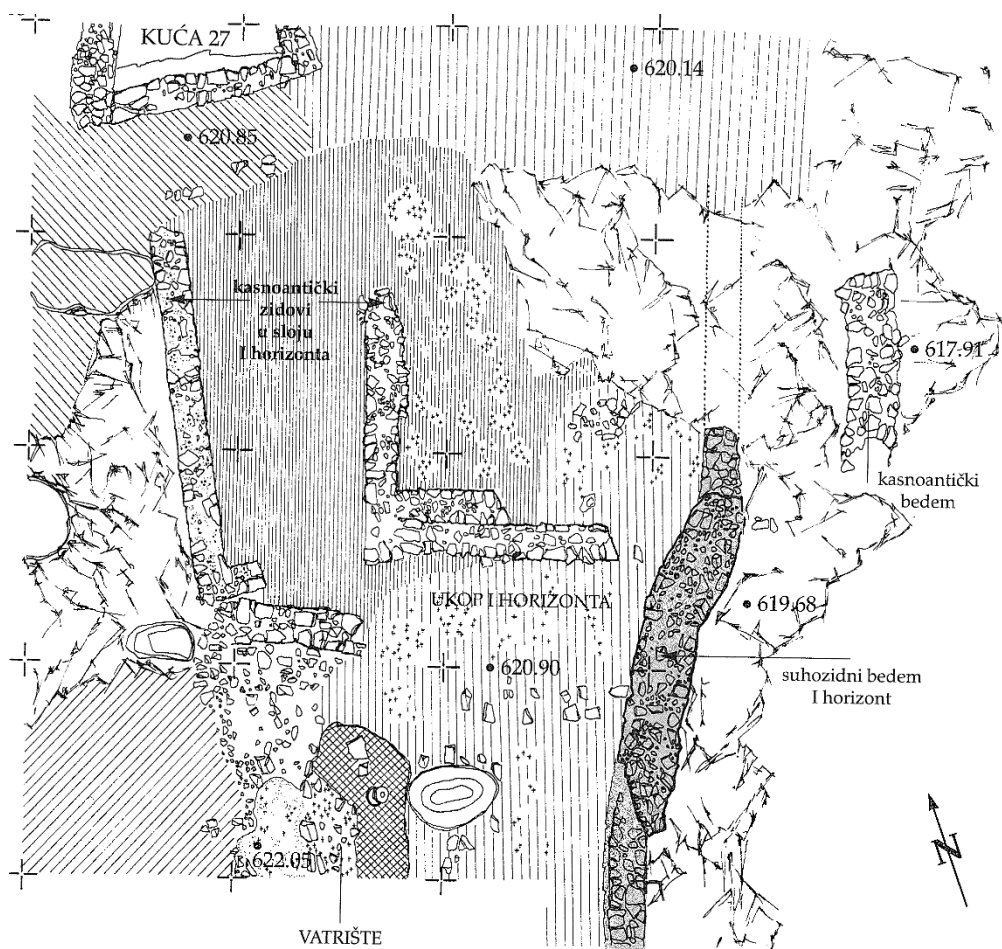 KUĆA 27
620.14
620.85
kasnoantički
zidovi
u sloju
I horizonta
617.91
kasnoantički
bedem
UKOP I HORIZONTA
619.68
620.90
suhozidni bedem
I horizont
622.05
N
VATRIŠTE